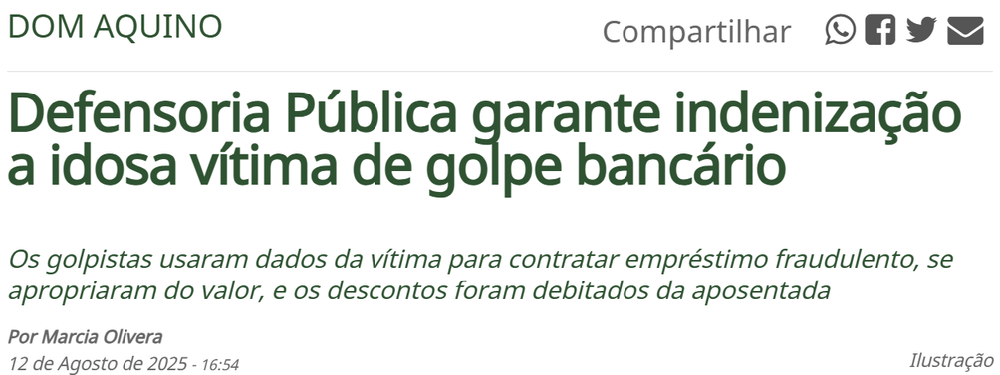 DOM AQUINO
Compartilhar
Defensoria Pública garante indenização
a idosa vítima de golpe bancário
Os golpistas usaram dados da vítima para contratar empréstimo fraudulento, se
apropriaram do valor, e os descontos foram debitados da aposentada
Por Marcia Olivera
12 de Agosto de 2025 - 16:54
Ilustração